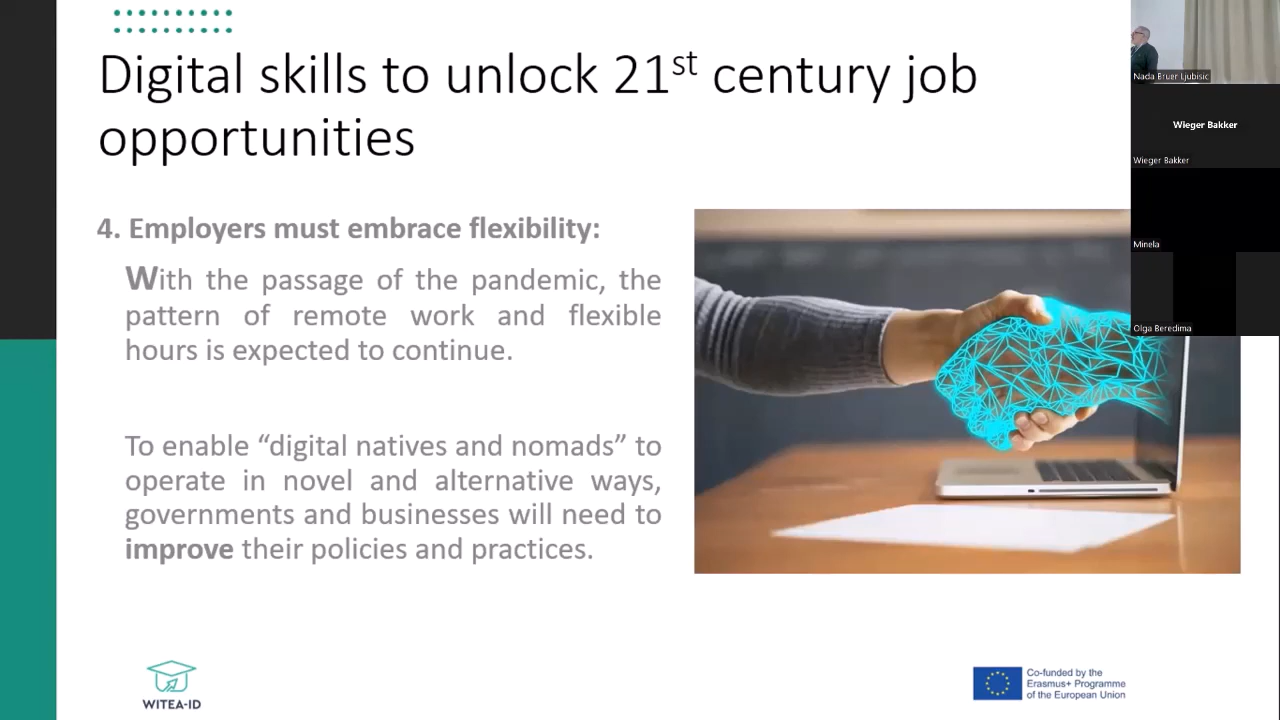 Digital skills to unlock 21st century job
opportunities
4. Employers must embrace flexibility:
With the passage of the pandemic, the
pattern of remote work and flexible
hours is expected to continue.
To enable “digital natives and nomads” to
operate in novel and alternative ways,
governments and businesses will need to
improve their policies and practices.
WITEA-ID
Co-funded by the
Erasmus+ Programme
of the European Union
Nada Bruer Ljubisic
Wieger Bakker
Wieger Bakker
Minela
Olga Beredima